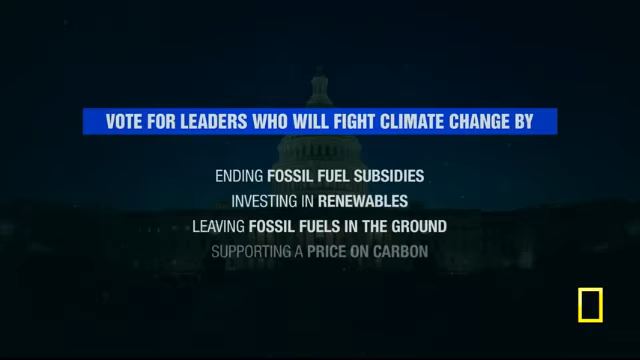 VOTE FOR LEADERS WHO WILL FIGHT CLIMATE CHANGE BY
ENDING FOSSIL FUEL SUBSIDIES
INVESTING IN RENEWABLES
LEAVING FOSSIL FUELS IN THE GROUND
SUPPORTING A PRICE ON CARBON